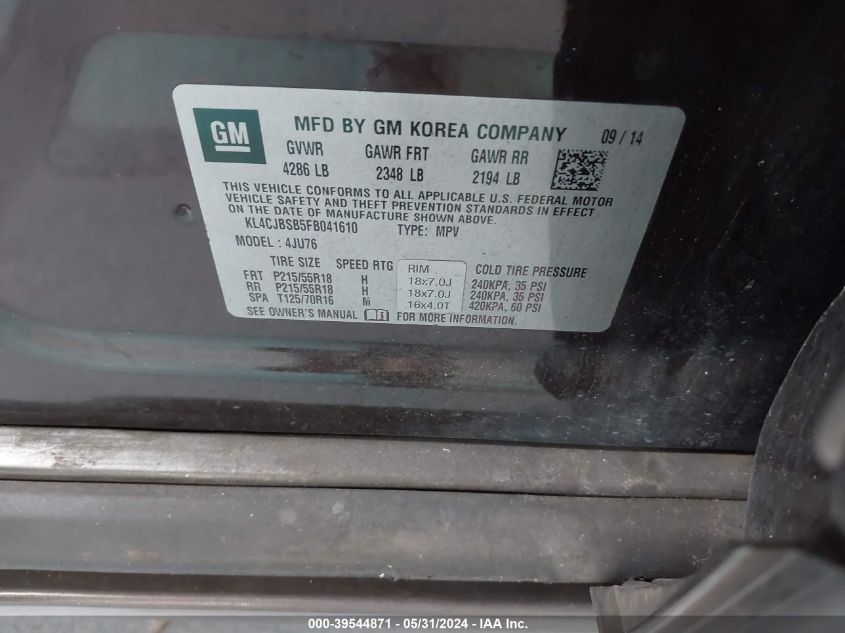 GM
MFD BY GM KOREA COMPANY 09 / 14
GVWR GAWR FRT GAWR RR
4286 LB 2348 LB 2194 LB
THIS VEHICLE CONFORMS TO ALL APPLICABLE U.S. FEDERAL MOTOR
VEHICLE SAFETY AND THEFT PREVENTION STANDARDS IN EFFECT
ON THE DATE OF MANUFACTURE SHOWN ABOVE.
KL4CJBSB5FB041610 TYPE: MPV
MODEL : 4JU76
TIRE SIZE SPEED RTG RIM COLD TIRE PRESSURE
FRT P215/55R18 H 18x7.0J 240KPA, 35 PSI
RR P215/55R18 H 18x7.0J 240KPA, 35 PSI
SPA T125/70R16 M 16x4.0T 420KPA, 60 PSI
SEE OWNER'S MANUAL FOR MORE INFORMATION.
000-39544871 - 05/31/2024 - IAA Inc.